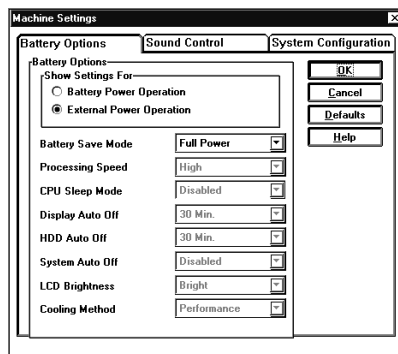 Machine Settings
Battery Options Sound Control System Configuration
Battery Options
Show Settings For
Battery Power Operation
External Power Operation
Battery Save Mode Full Power
Processing Speed High
CPU Sleep Mode Disabled
Display Auto Off 30 Min.
HDD Auto Off 30 Min.
System Auto Off Disabled
LCD Brightness Bright
Cooling Method Performance
OK
Cancel
Defaults
Help